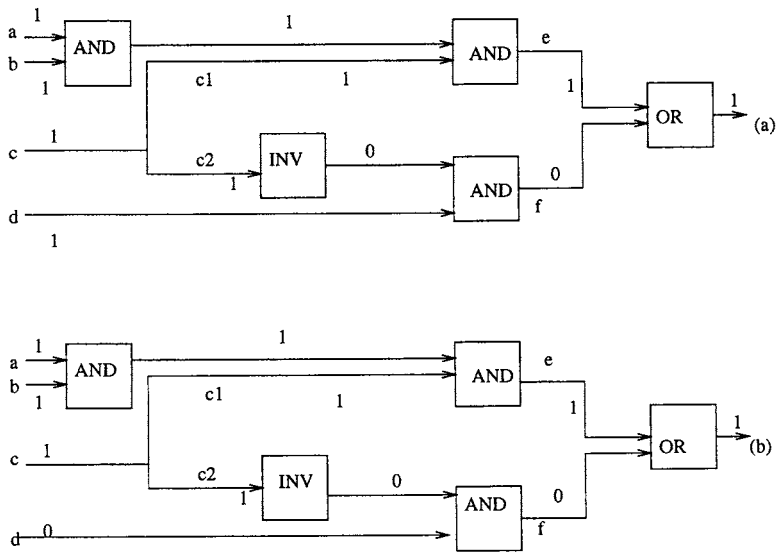 1
a AND 1 AND e
b
1 c1 1 1 OR 1 (a)
c 1
c2 INV 0 AND 0
1
d f
1
a 1 AND 1 AND e
b
1 c1 1 1 OR 1 (b)
c 1
c2 INV 0 AND 0
1
d 0 f